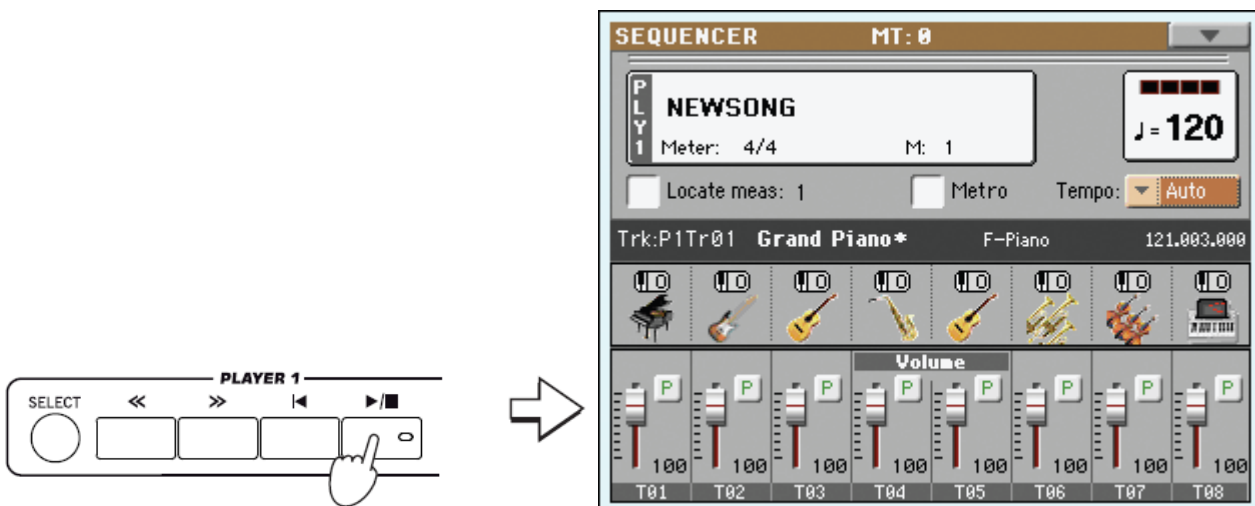 PLAYER 1
SELECT << >> |◀ ▶/■
SEQUENCER MT: 0
PLY1
NEWSONG
Meter: 4/4 M: 1
♩ = 120
Locate meas: 1 Metro Tempo: Auto
Trk:P1Tr01 Grand Piano* F-Piano 121.003.000
Volume
P P P P P P P P
100 100 100 100 100 100 100 100
T01 T02 T03 T04 T05 T06 T07 T08